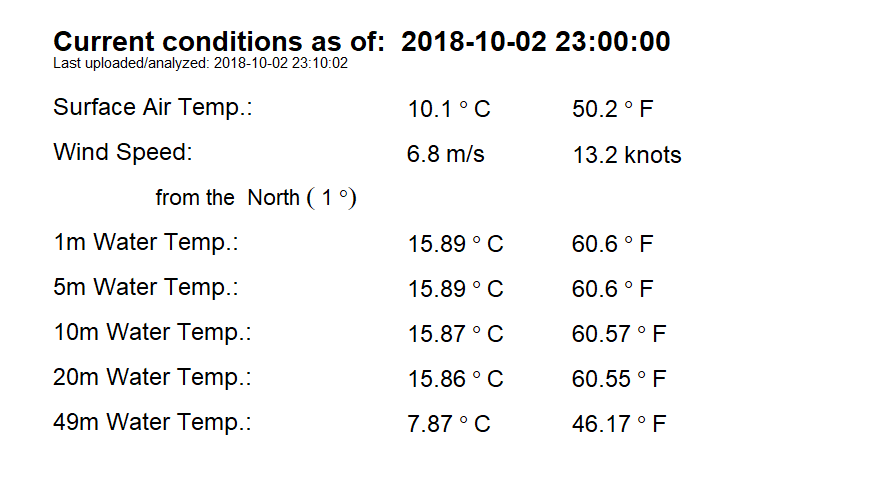 Current conditions as of: 2018-10-02 23:00:00
Last uploaded/analyzed: 2018-10-02 23:10:02
Surface Air Temp.: 10.1 ° C 50.2 ° F
Wind Speed: 6.8 m/s 13.2 knots
from the North ( 1 °)
1m Water Temp.: 15.89 ° C 60.6 ° F
5m Water Temp.: 15.89 ° C 60.6 ° F
10m Water Temp.: 15.87 ° C 60.57 ° F
20m Water Temp.: 15.86 ° C 60.55 ° F
49m Water Temp.: 7.87 ° C 46.17 ° F